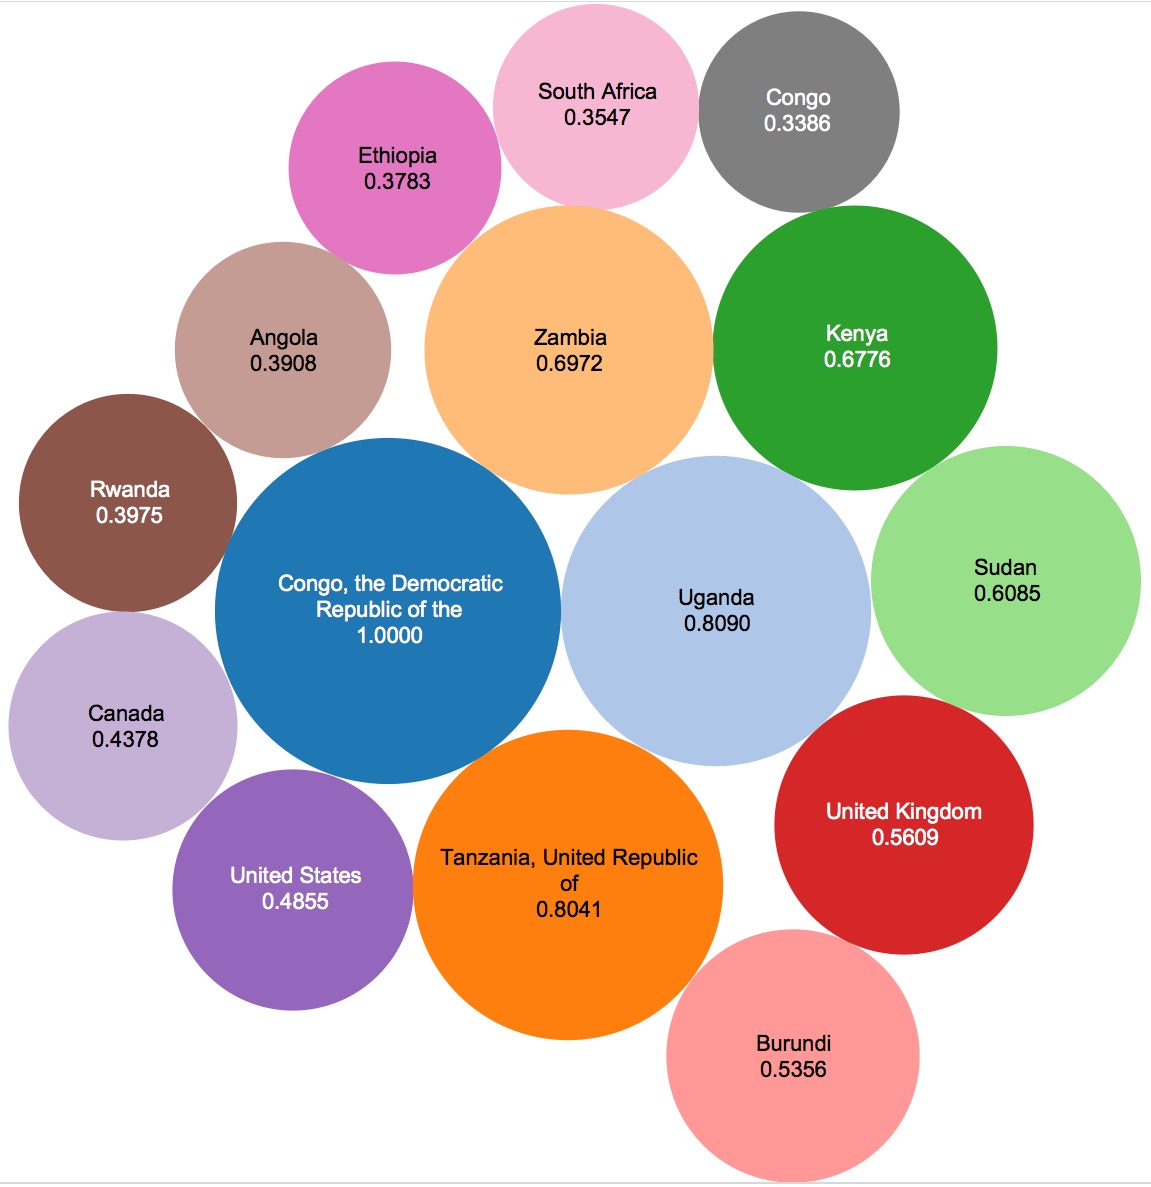 South Africa
0.3547
Congo
0.3386
Ethiopia
0.3783
Angola
0.3908
Zambia
0.6972
Kenya
0.6776
Rwanda
0.3975
Congo, the Democratic
Republic of the
1.0000
Uganda
0.8090
Sudan
0.6085
Canada
0.4378
United States
0.4855
Tanzania, United Republic
of
0.8041
United Kingdom
0.5609
Burundi
0.5356